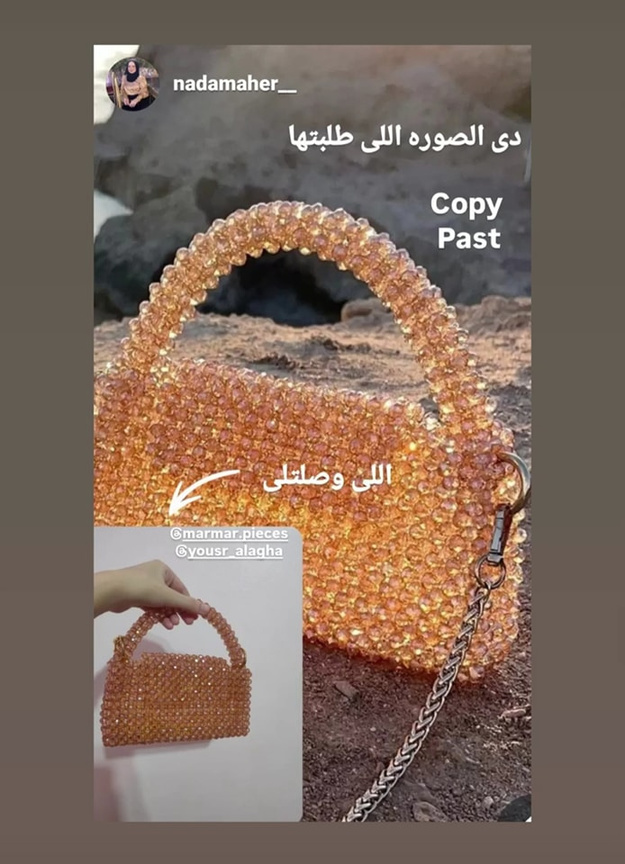 nadamaher__
دى الصوره اللى طلبتها
Copy
Past
اللى وصلتلى
@marmar.pieces
@yousr_alagha